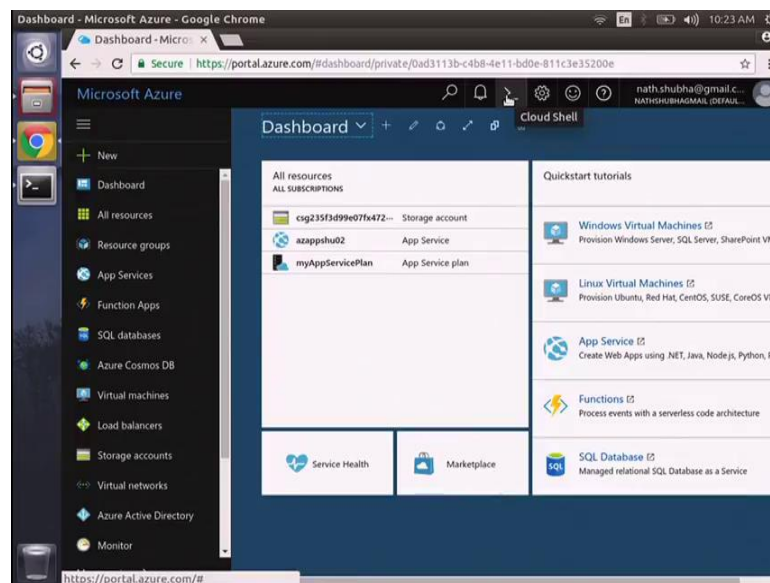 Dashboard - Microsoft Azure - Google Chrome
En
10:23 AM
Dashboard - Micro
Secure
https://portal.azure.com/#dashboard/private/0ad3113b-c4b8-4e11-bd0e-811c3e35200e
Microsoft Azure
nath.shubha@gmail.c...
NATHSHUBHAGMAIL (DEFAUL...
Cloud Shell
Dashboard
New
Dashboard
All resources
Resource groups
App Services
Function Apps
SQL databases
Azure Cosmos DB
Virtual machines
Load balancers
Storage accounts
Virtual networks
Azure Active Directory
Monitor
All resources
ALL SUBSCRIPTIONS
csg235f3d99e07fx472... Storage account
azappshu02 App Service
myAppServicePlan App Service plan
Service Health
Marketplace
Quickstart tutorials
Windows Virtual Machines
Provision Windows Server, SQL Server, SharePoint VM
Linux Virtual Machines
Provision Ubuntu, Red Hat, CentOS, SUSE, CoreOS VM
App Service
Create Web Apps using .NET, Java, Node.js, Python,
Functions
Process events with a serverless code architecture
SQL Database
SQL
Managed relational SQL Database as a Service
https://portal.azure.com/#